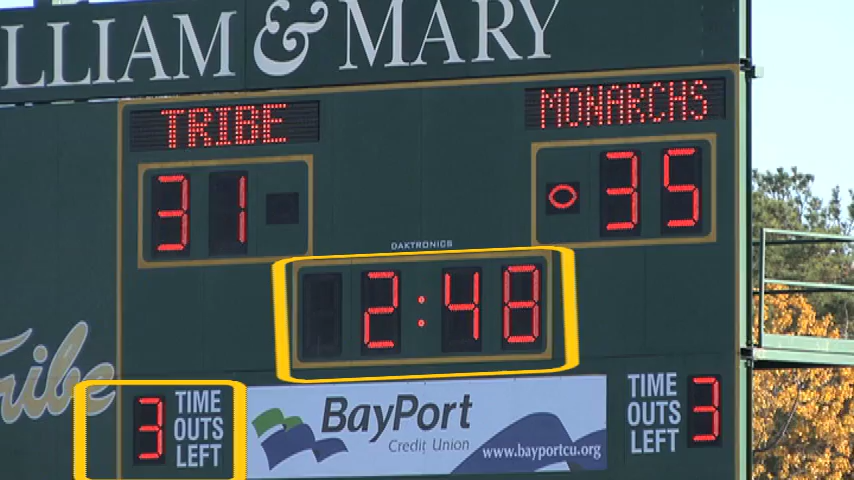 LLIAM & MARY
TRIBE
MONARCHS
31
35
DAKTRONICS
2:48
Tribe
3
TIME
OUTS
LEFT
BayPort
Credit Union
www.bayportcu.org
TIME
OUTS
LEFT
3